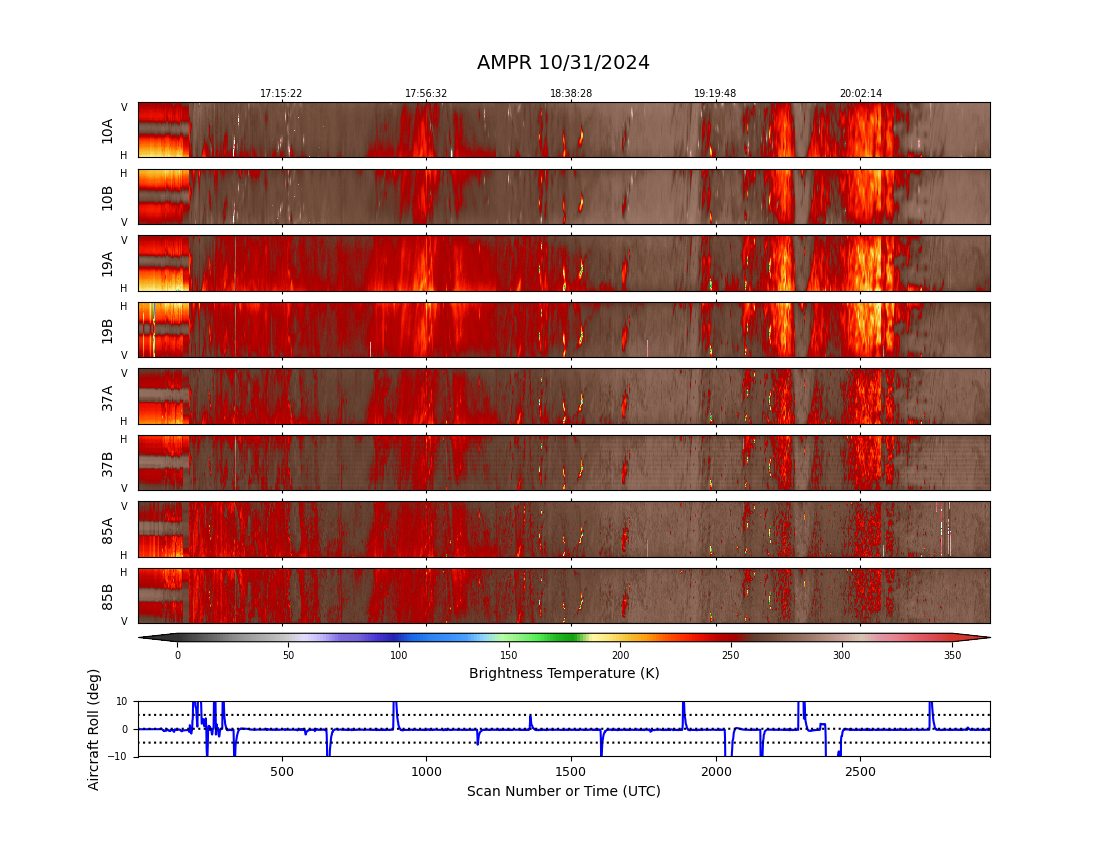 AMPR 10/31/2024
17:15:22 17:56:32 18:38:28 19:19:48 20:02:14
V
10A
H
H
10B
V
V
19A
H
H
19B
V
V
37A
H
H
37B
V
V
85A
H
H
85B
V
0 50 100 150 200 250 300 350
Brightness Temperature (K)
Aircraft Roll (deg)
10
0
−10
500 1000 1500 2000 2500
Scan Number or Time (UTC)